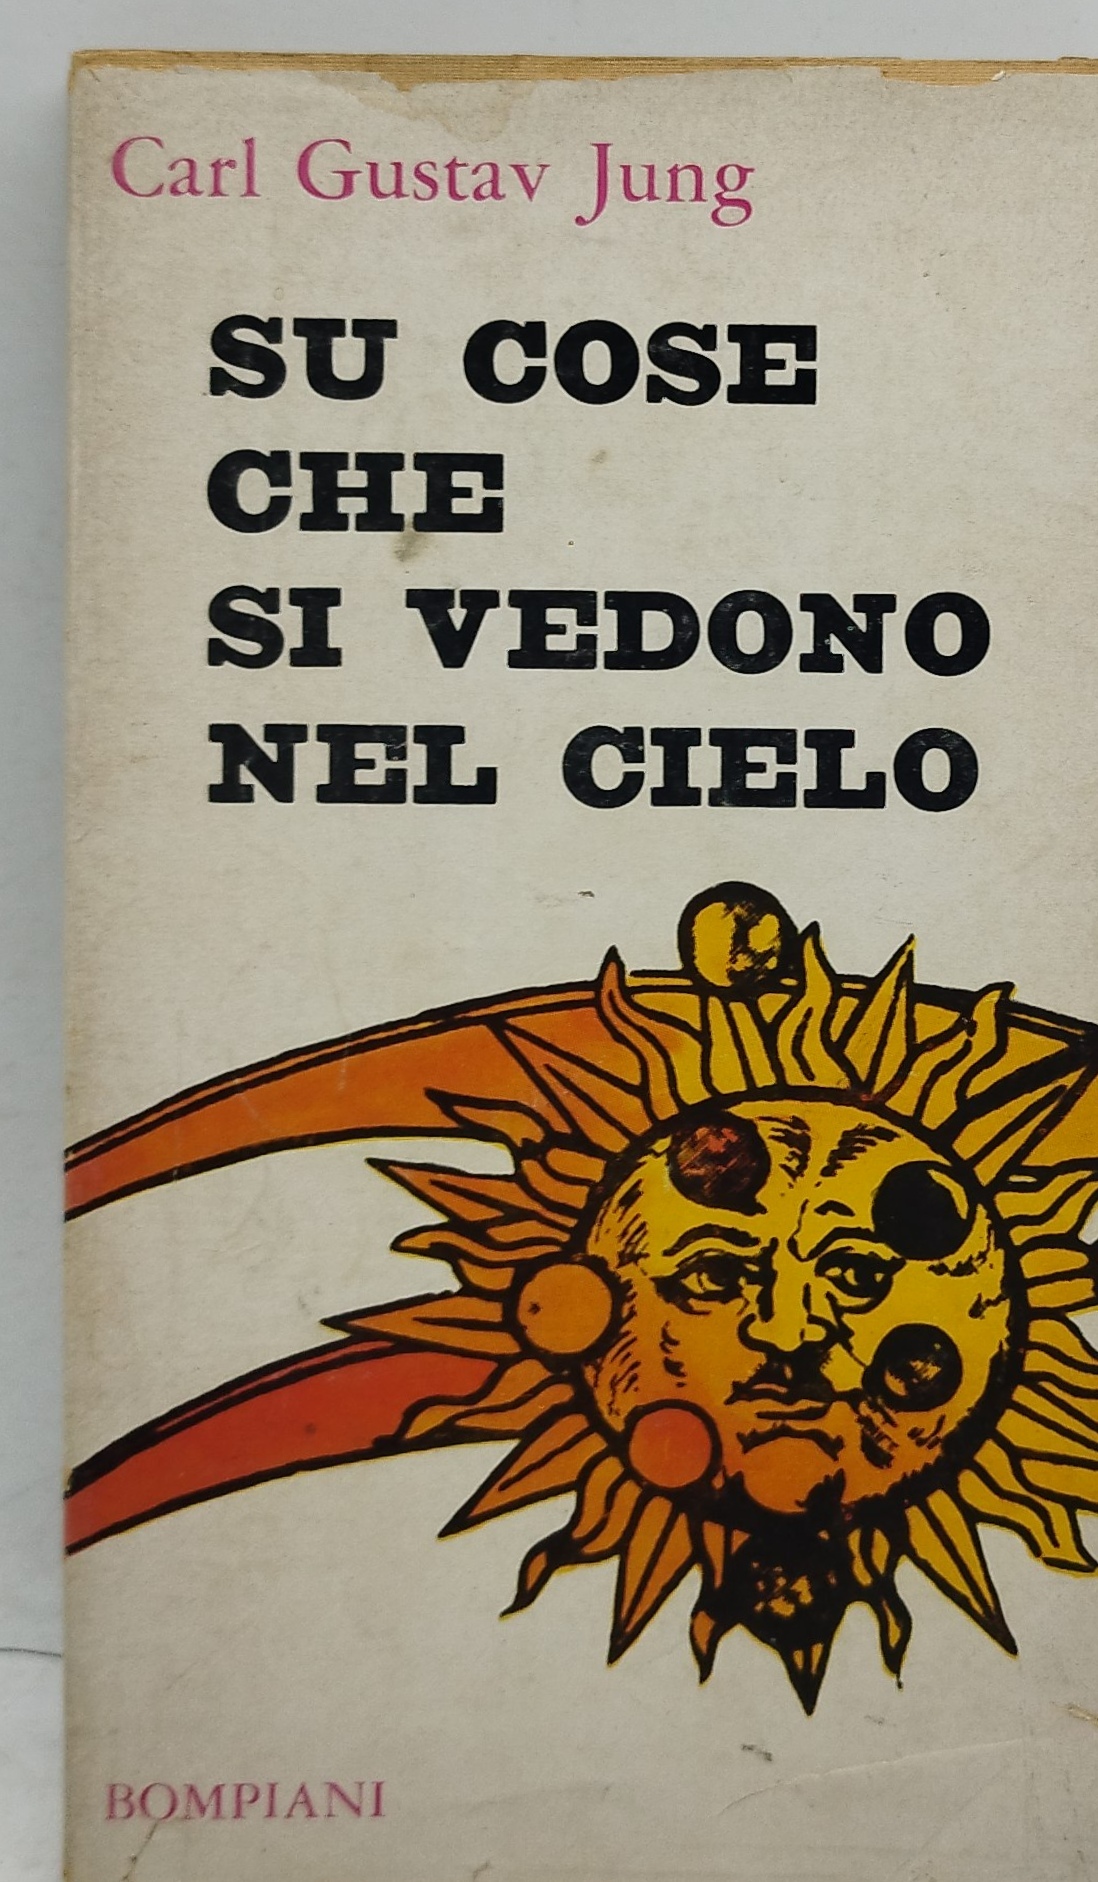 Carl Gustav Jung
SU COSE
CHE
SI VEDONO
NEL CIELO
BOMPIANI